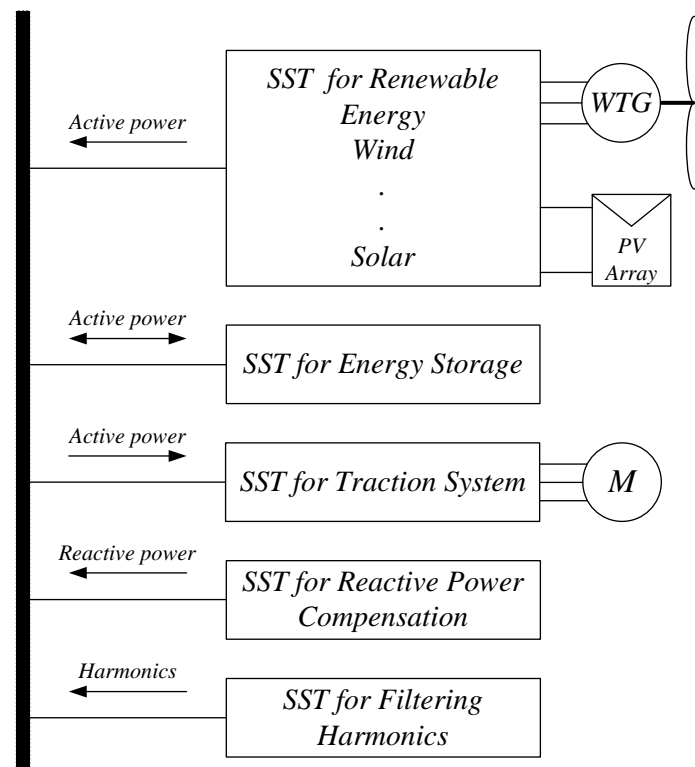 SST for Renewable
Energy
Wind
.
.
Solar
WTG
PV
Array
Active power
Active power
SST for Energy Storage
Active power
SST for Traction System
M
Reactive power
SST for Reactive Power
Compensation
Harmonics
SST for Filtering
Harmonics